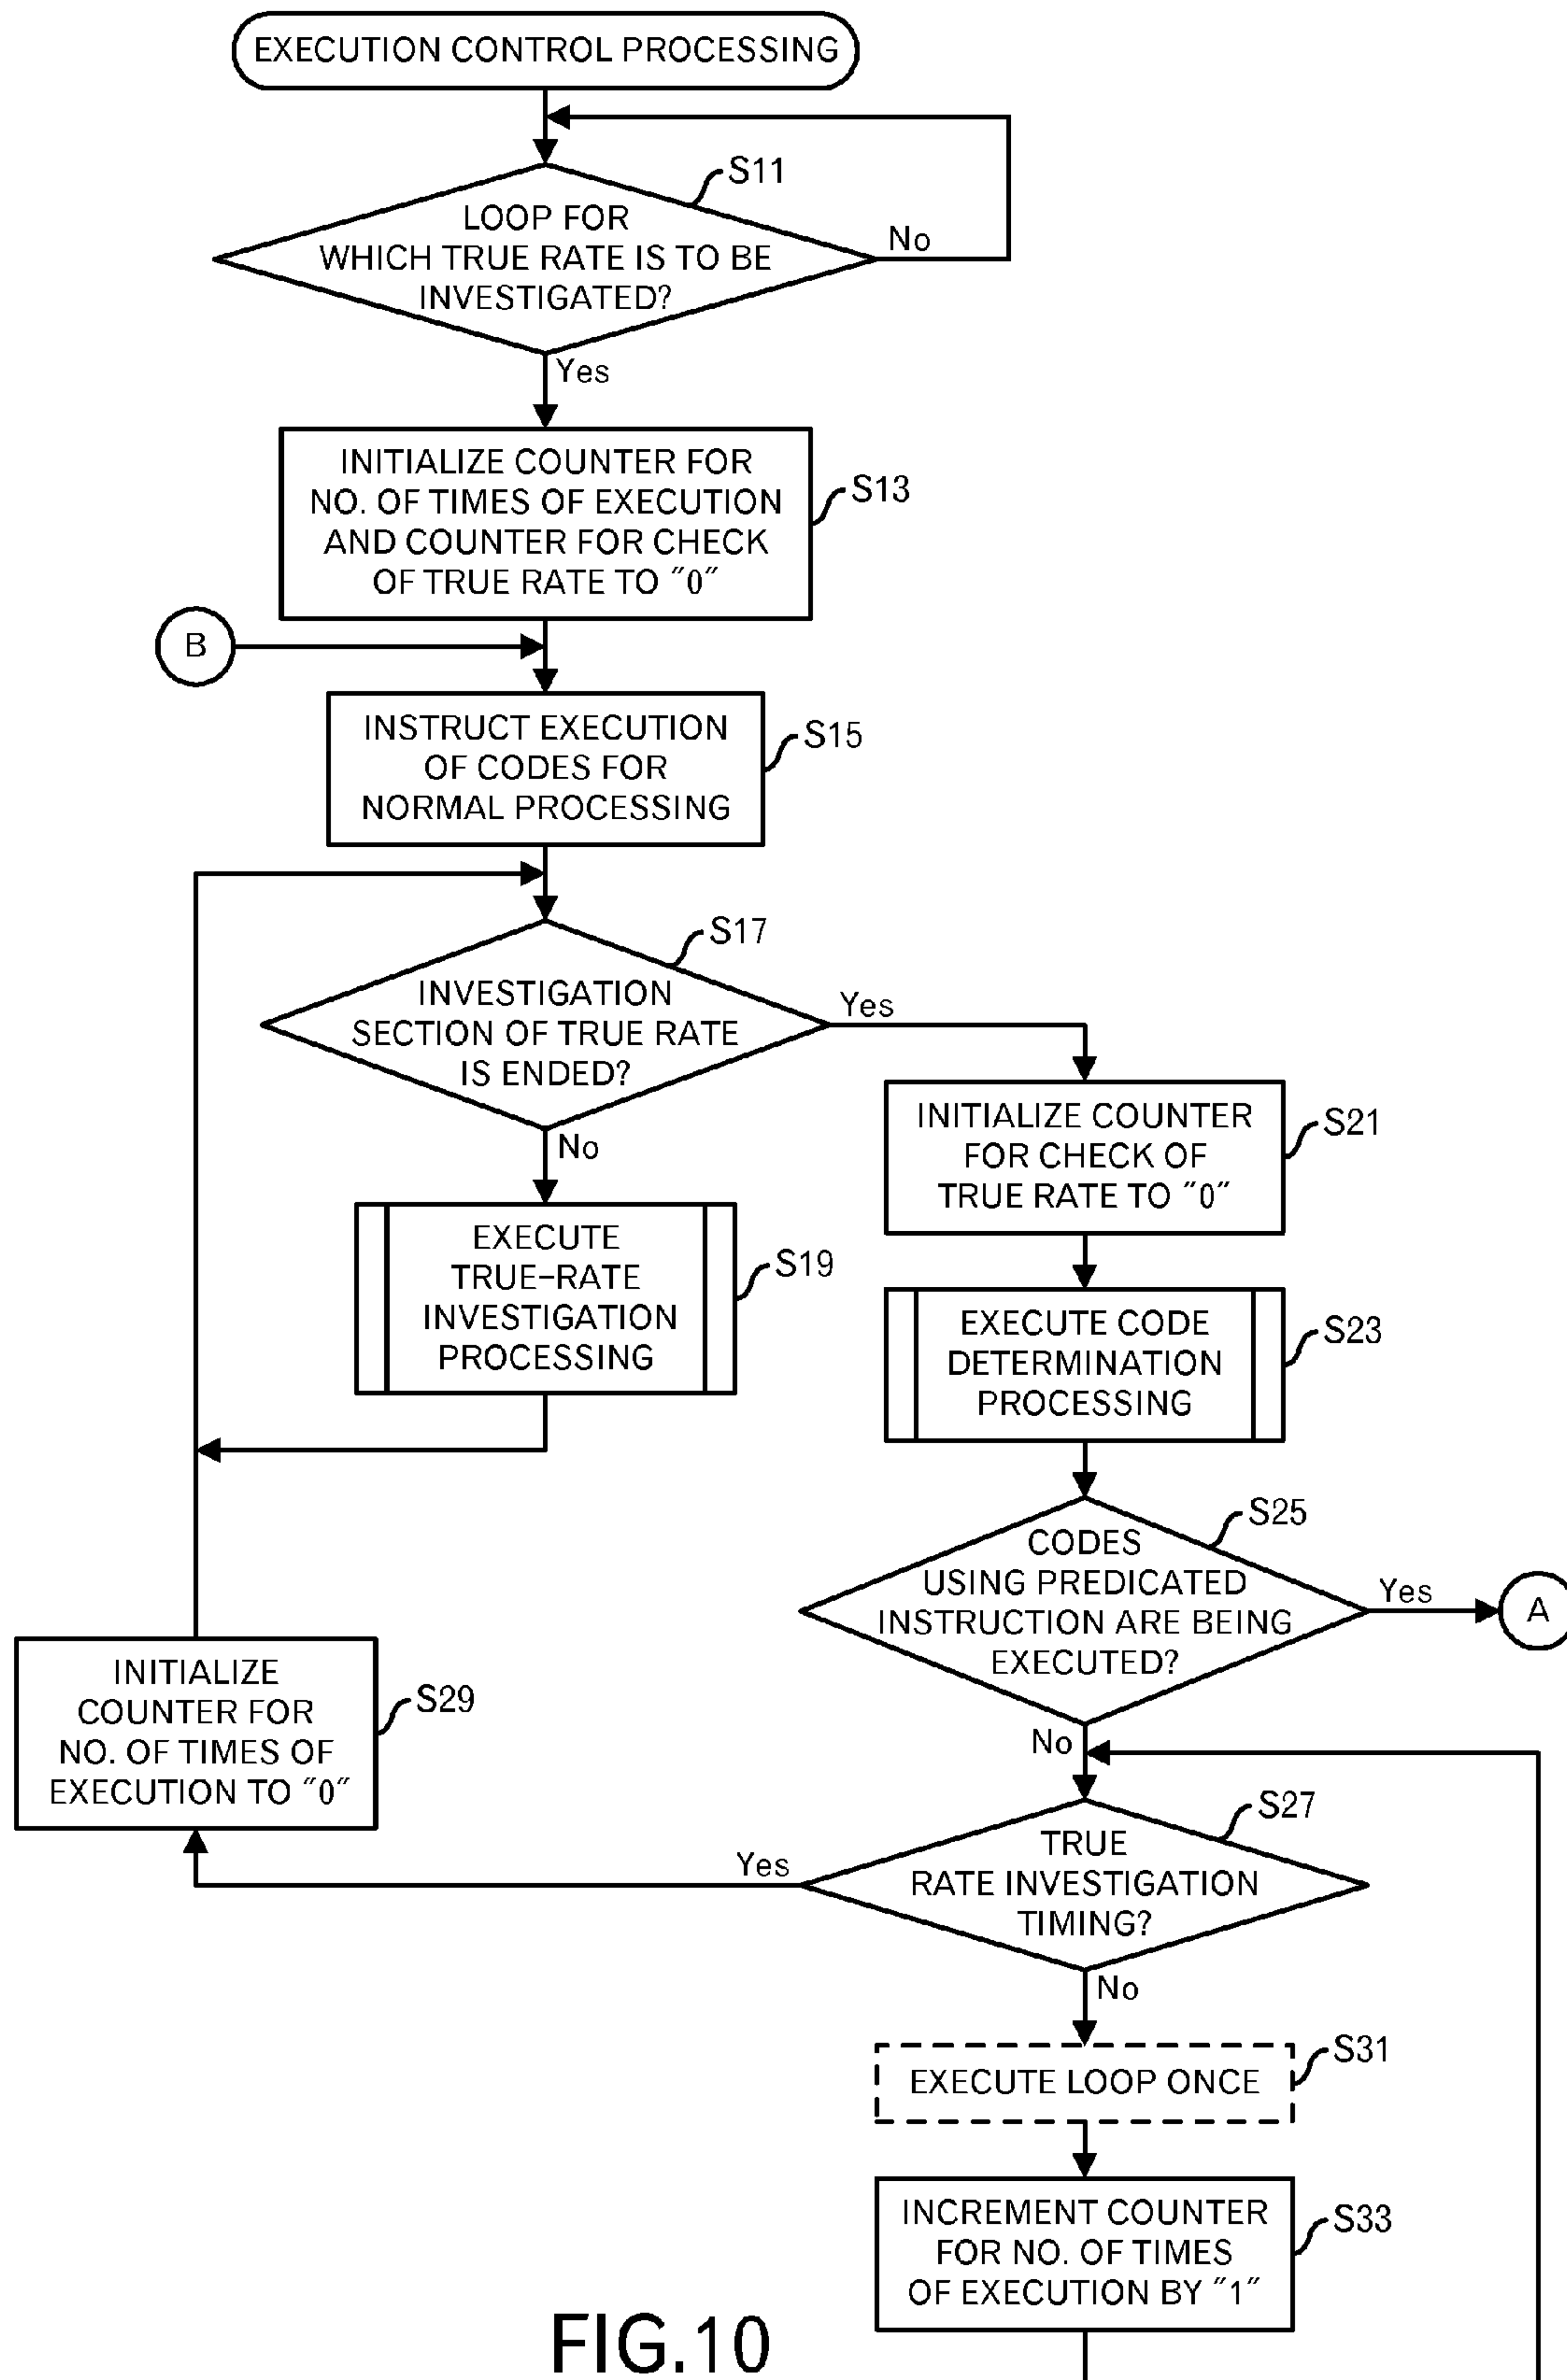 EXECUTION CONTROL PROCESSING
S11
LOOP FOR
WHICH TRUE RATE IS TO BE
INVESTIGATED?
No
Yes
INITIALIZE COUNTER FOR
NO. OF TIMES OF EXECUTION
AND COUNTER FOR CHECK
OF TRUE RATE TO "0"
S13
B
INSTRUCT EXECUTION
OF CODES FOR
NORMAL PROCESSING
S15
S17
INVESTIGATION
SECTION OF TRUE RATE
IS ENDED?
Yes
No
EXECUTE
TRUE-RATE
INVESTIGATION
PROCESSING
S19
INITIALIZE COUNTER
FOR CHECK OF
TRUE RATE TO "0"
S21
EXECUTE CODE
DETERMINATION
PROCESSING
S23
S25
CODES
USING PREDICATED
INSTRUCTION ARE BEING
EXECUTED?
Yes
A
No
INITIALIZE
COUNTER FOR
NO. OF TIMES OF
EXECUTION TO "0"
S29
S27
TRUE
RATE INVESTIGATION
TIMING?
Yes
No
EXECUTE LOOP ONCE
S31
INCREMENT COUNTER
FOR NO. OF TIMES
OF EXECUTION BY "1"
S33
FIG.10